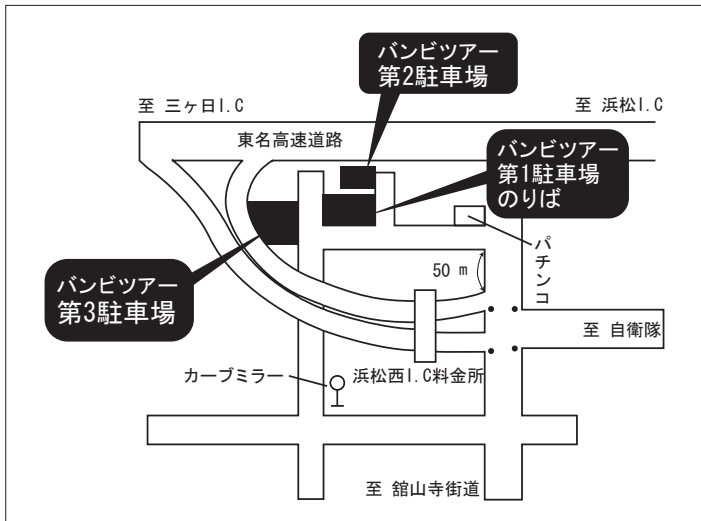 バンビツアー
第2駐車場
至 三ヶ日I.C
至 浜松I.C
東名高速道路
バンビツアー
第1駐車場
のりば
パチンコ
50 m
バンビツアー
第3駐車場
至 自衛隊
カーブミラー
浜松西I.C料金所
至 舘山寺街道